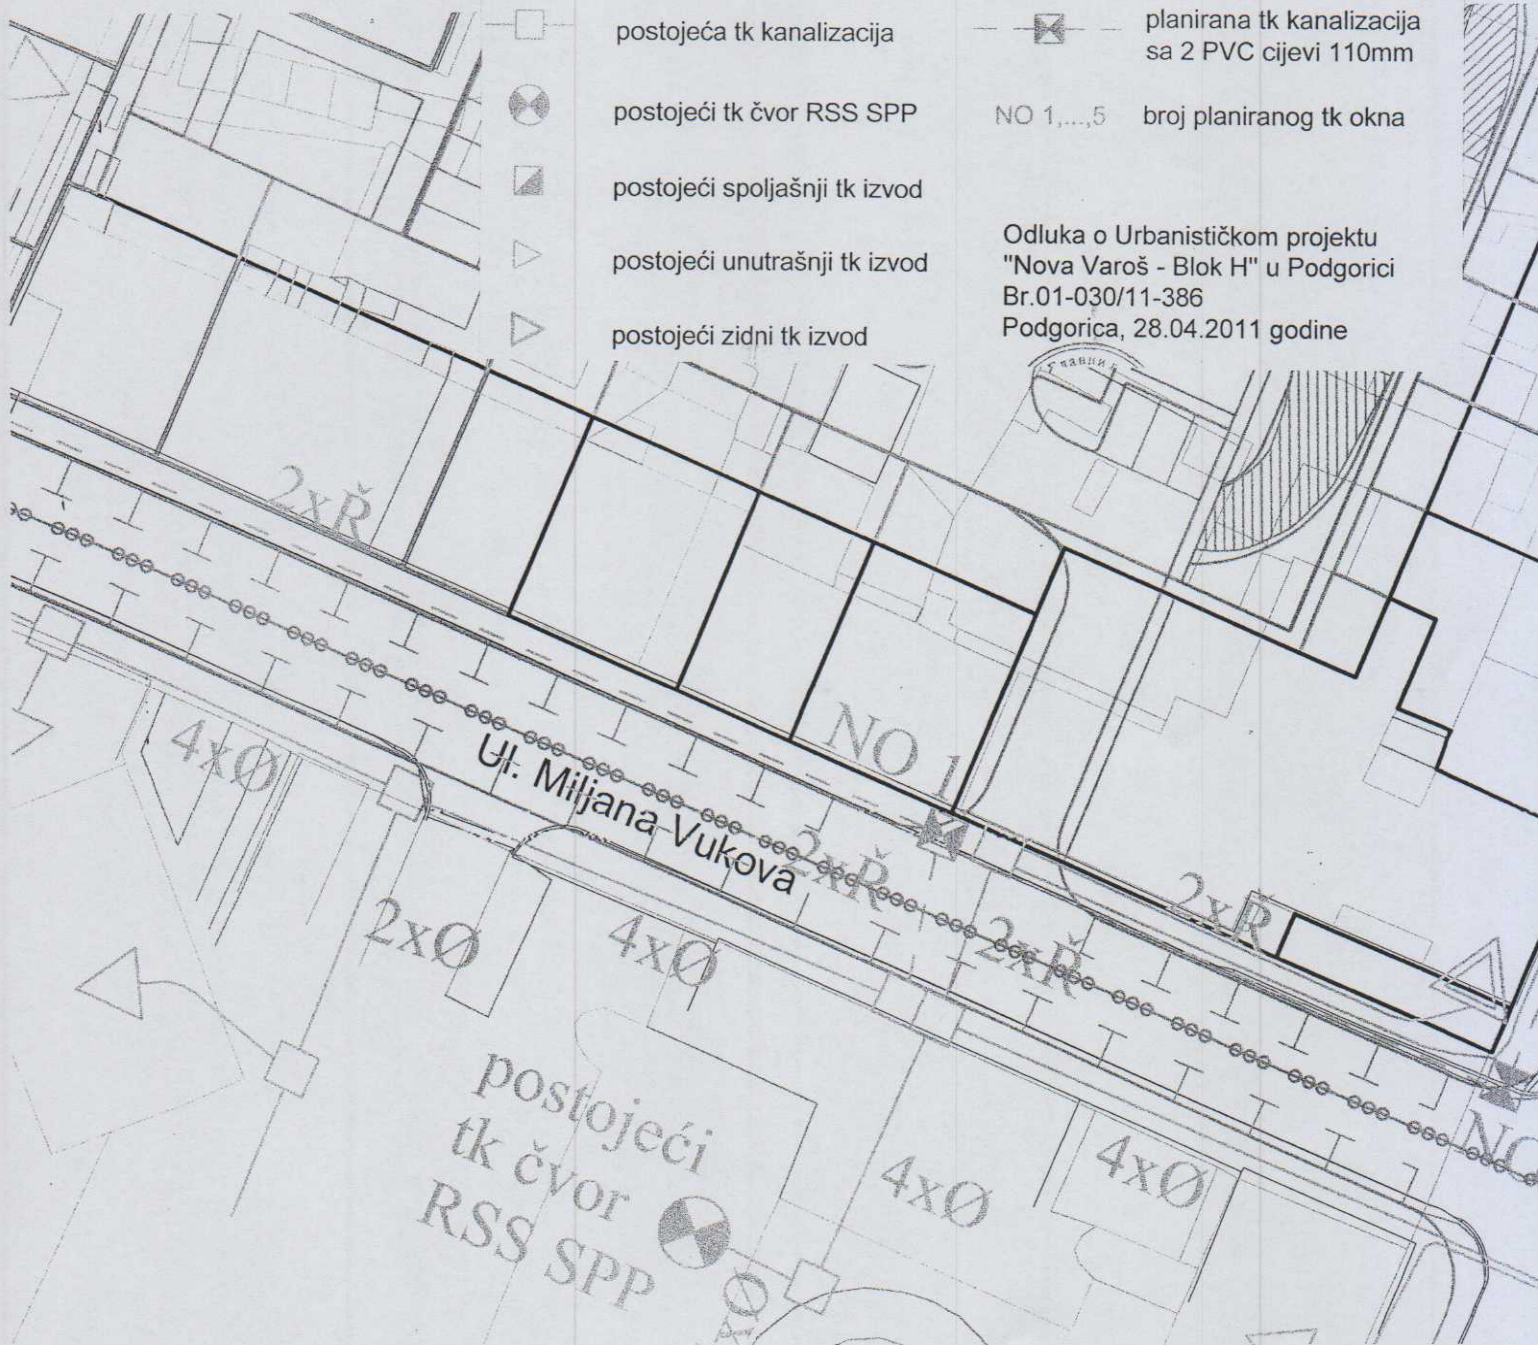 postojeća tk kanalizacija
planirana tk kanalizacija
sa 2 PVC cijevi 110mm
postojeći tk čvor RSS SPP
NO 1,...,5
broj planiranog tk okna
postojeći spoljašnji tk izvod
postojeći unutrašnji tk izvod
postojeći zidni tk izvod
Odluka o Urbanističkom projektu
"Nova Varoš - Blok H" u Podgorici
Br.01-030/11-386
Podgorica, 28.04.2011 godine
2xŘ
4xØ
Ul. Miljana Vukova
NO 1
2xŘ
2xŘ
2xŘ
2xØ
4xØ
NO
postojeći
tk čvor
RSS SPP
4xØ
4xØ